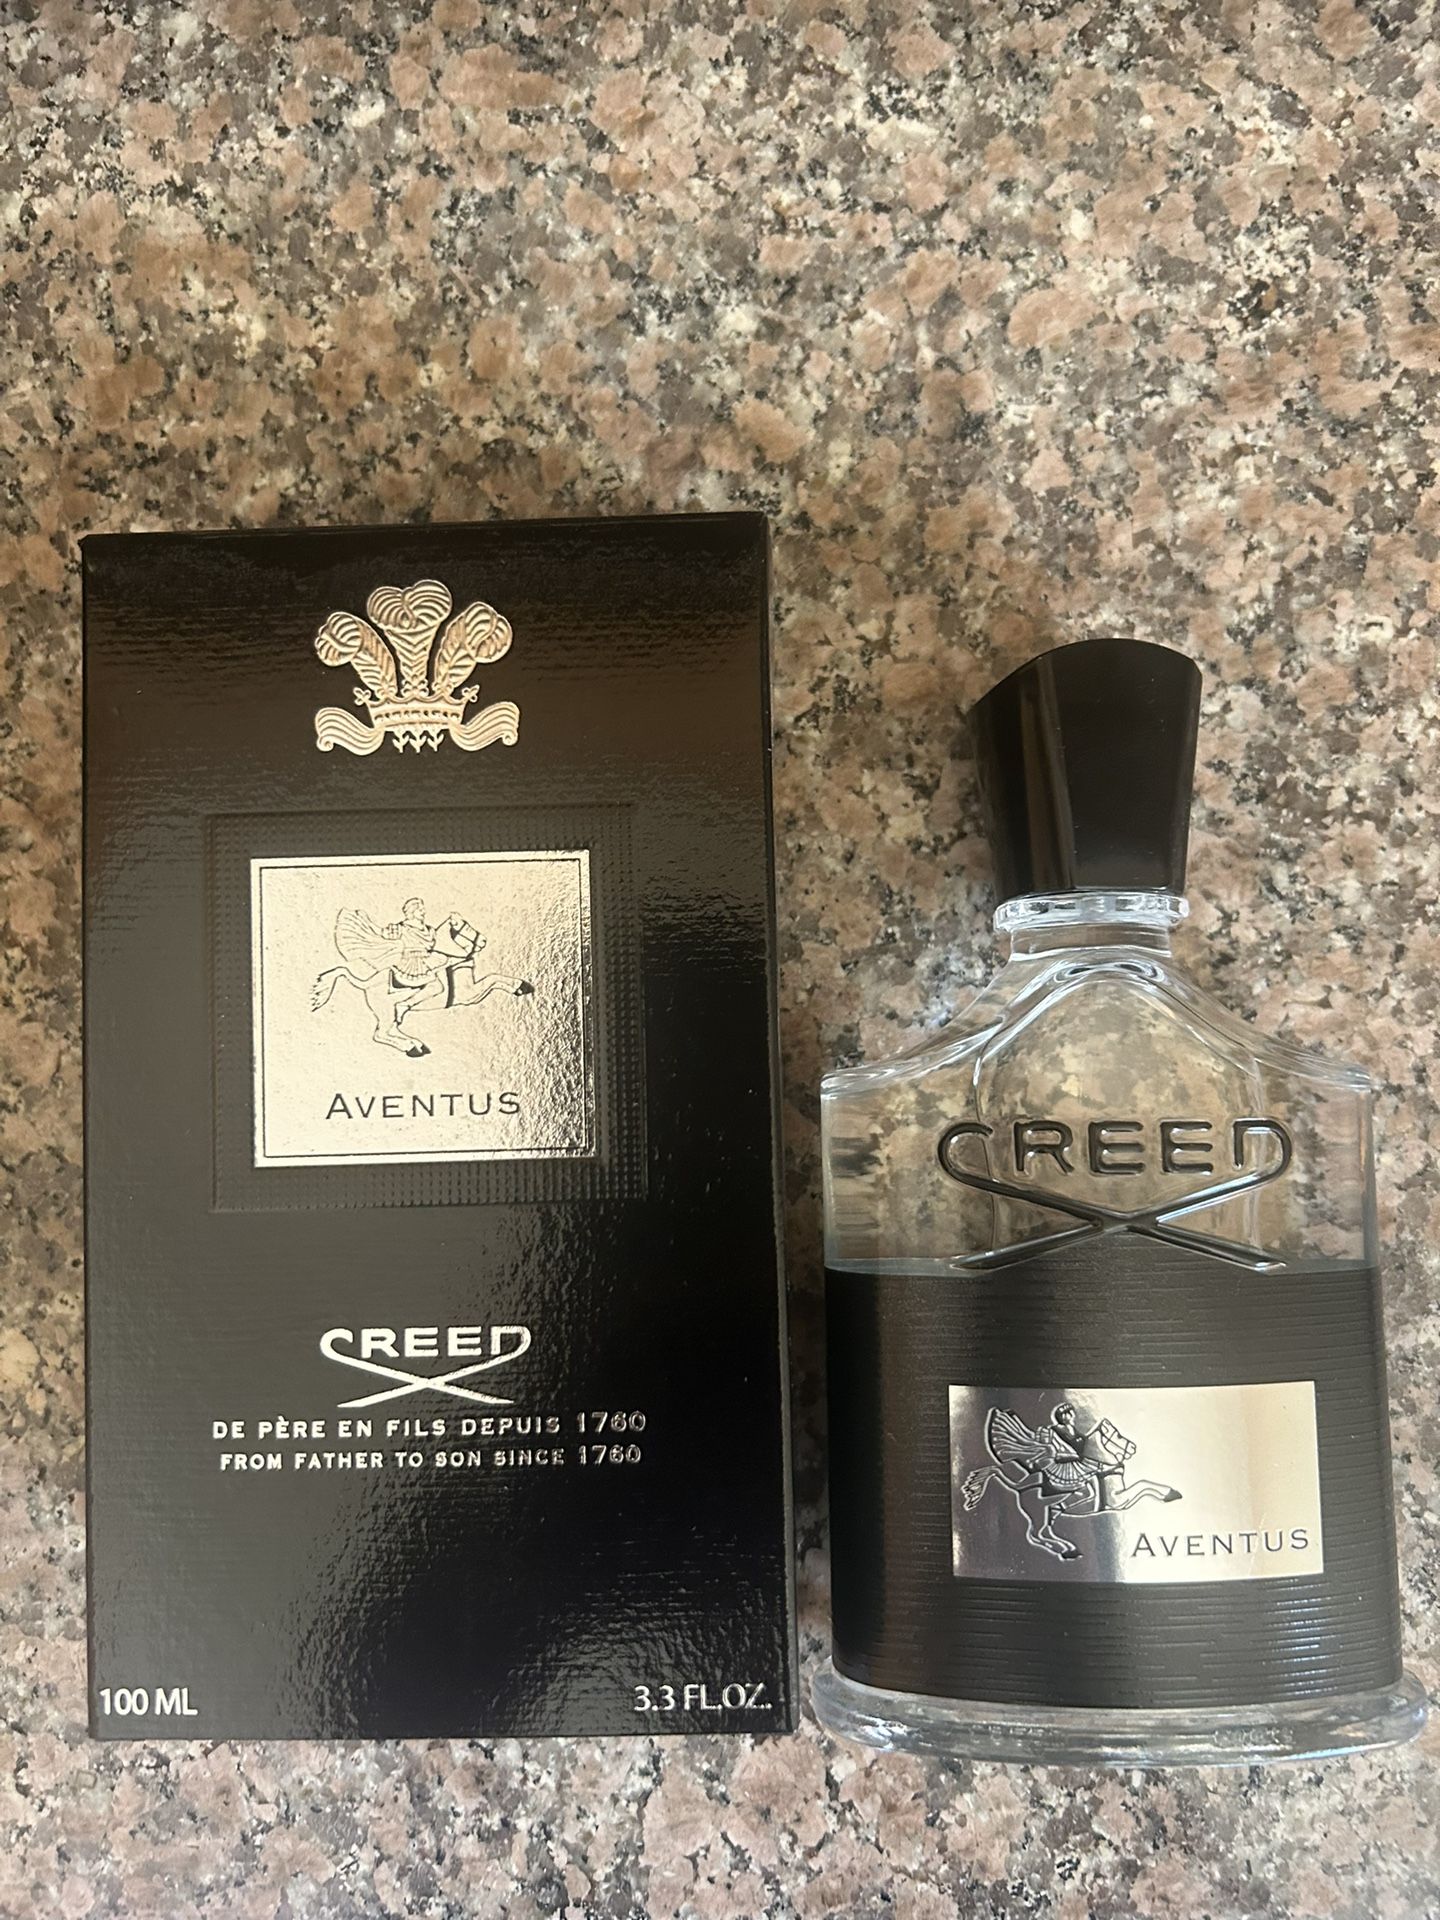 AVENTUS
CREED
DE PÈRE EN FILS DEPUIS 1760
FROM FATHER TO SON SINCE 1760
100 ML
3.3 FL.OZ.
CREED
AVENTUS